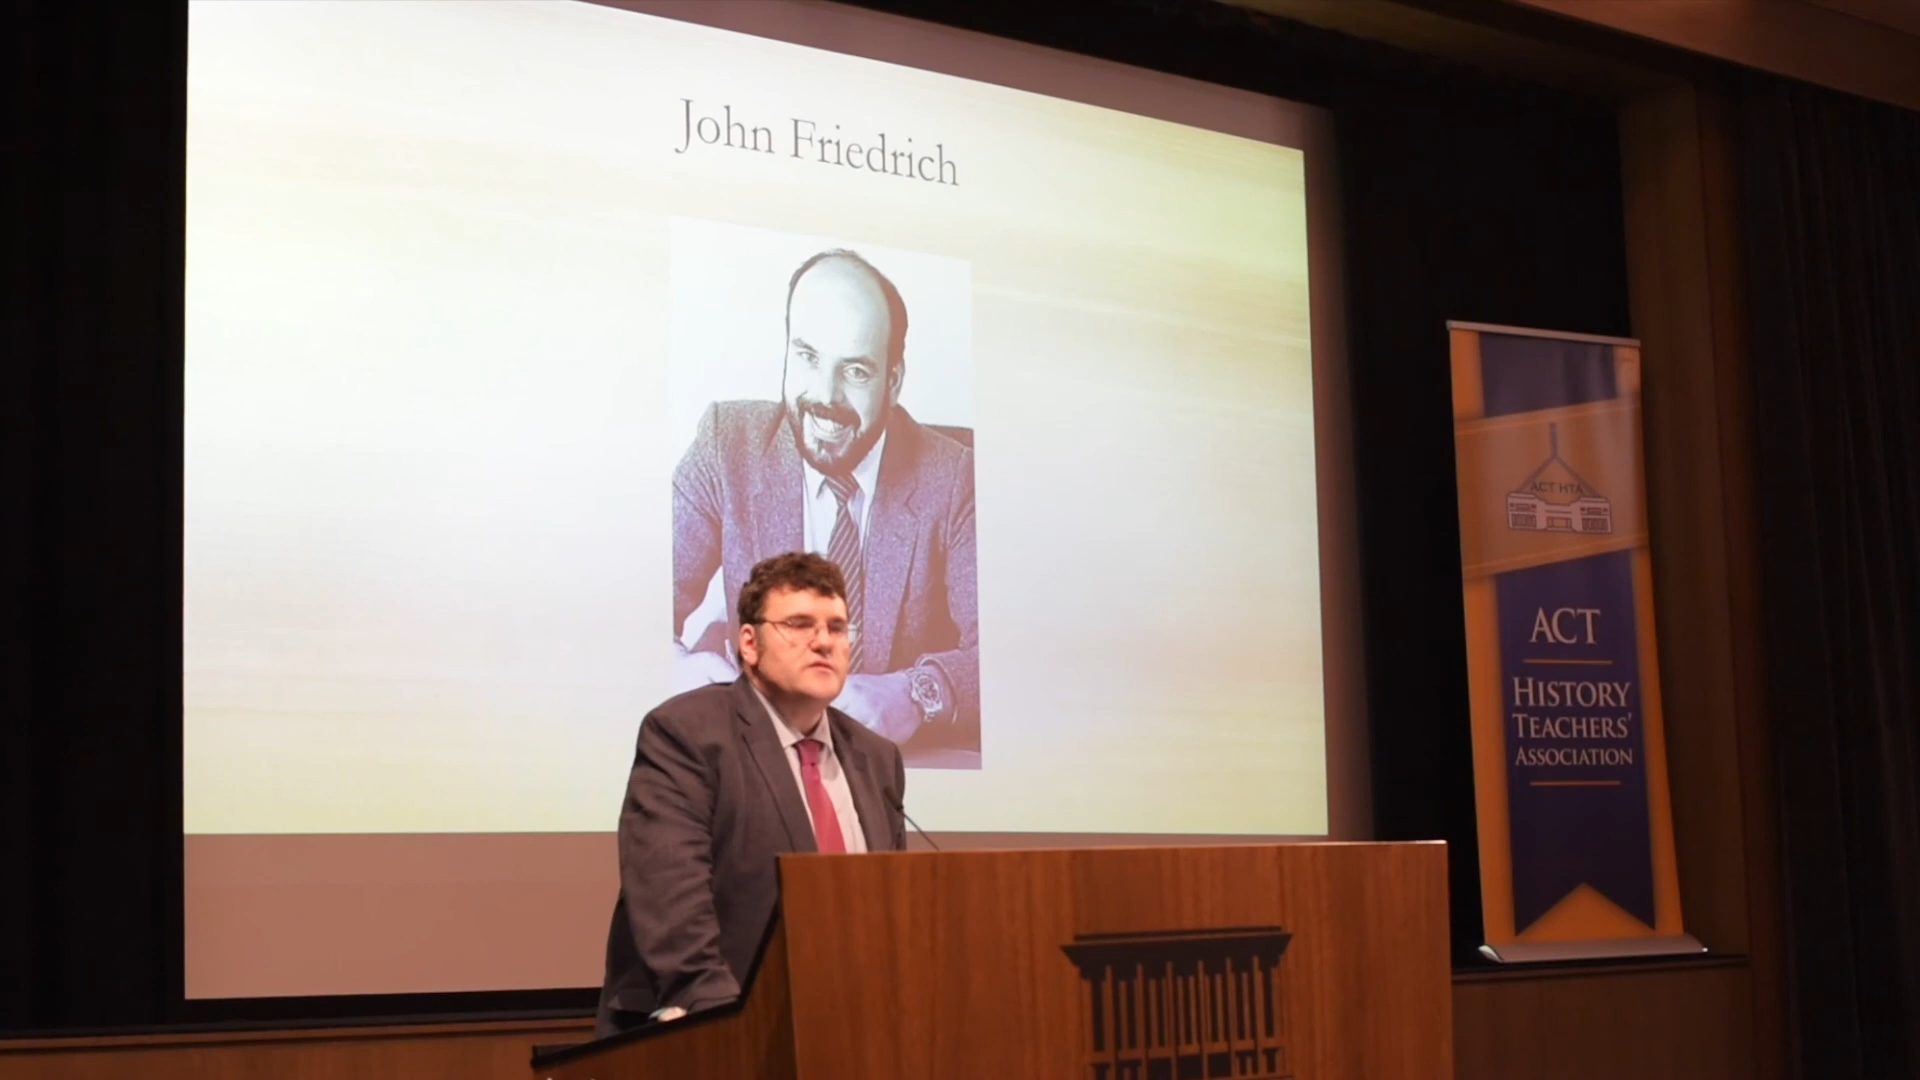 John Friedrich
ACT HTA
ACT
HISTORY
TEACHERS'
ASSOCIATION